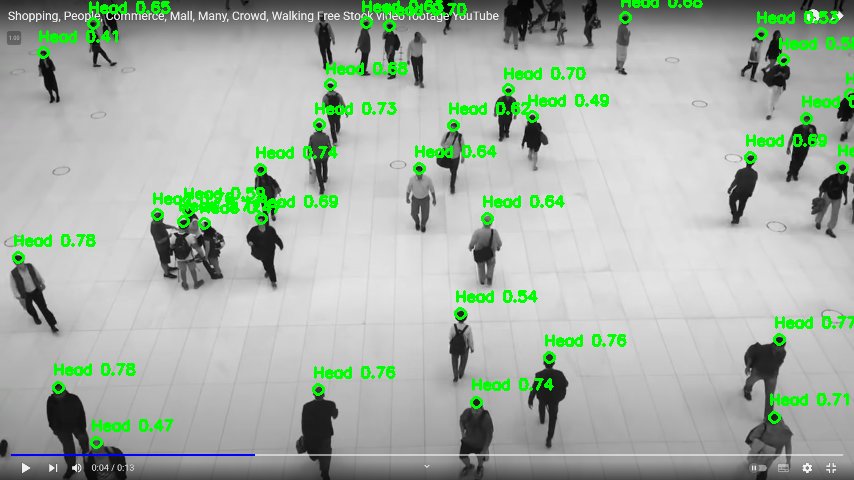 Shopping, People, Commerce, Mall, Many, Crowd, Walking Free Stock Video footage YouTube
Head 0.65
Head 0.68
Head 0.53
1.00
Head 0.41
Head 0.68
Head 0.70
Head 0.49
Head 0.73
Head 0.62
Head 0.74
Head 0.64
Head 0.69
Head 0.59
Head 0.69
Head 0.64
Head 0.78
Head 0.54
Head 0.77
Head 0.76
Head 0.78
Head 0.76
Head 0.74
Head 0.71
Head 0.47
0:04 / 0:13